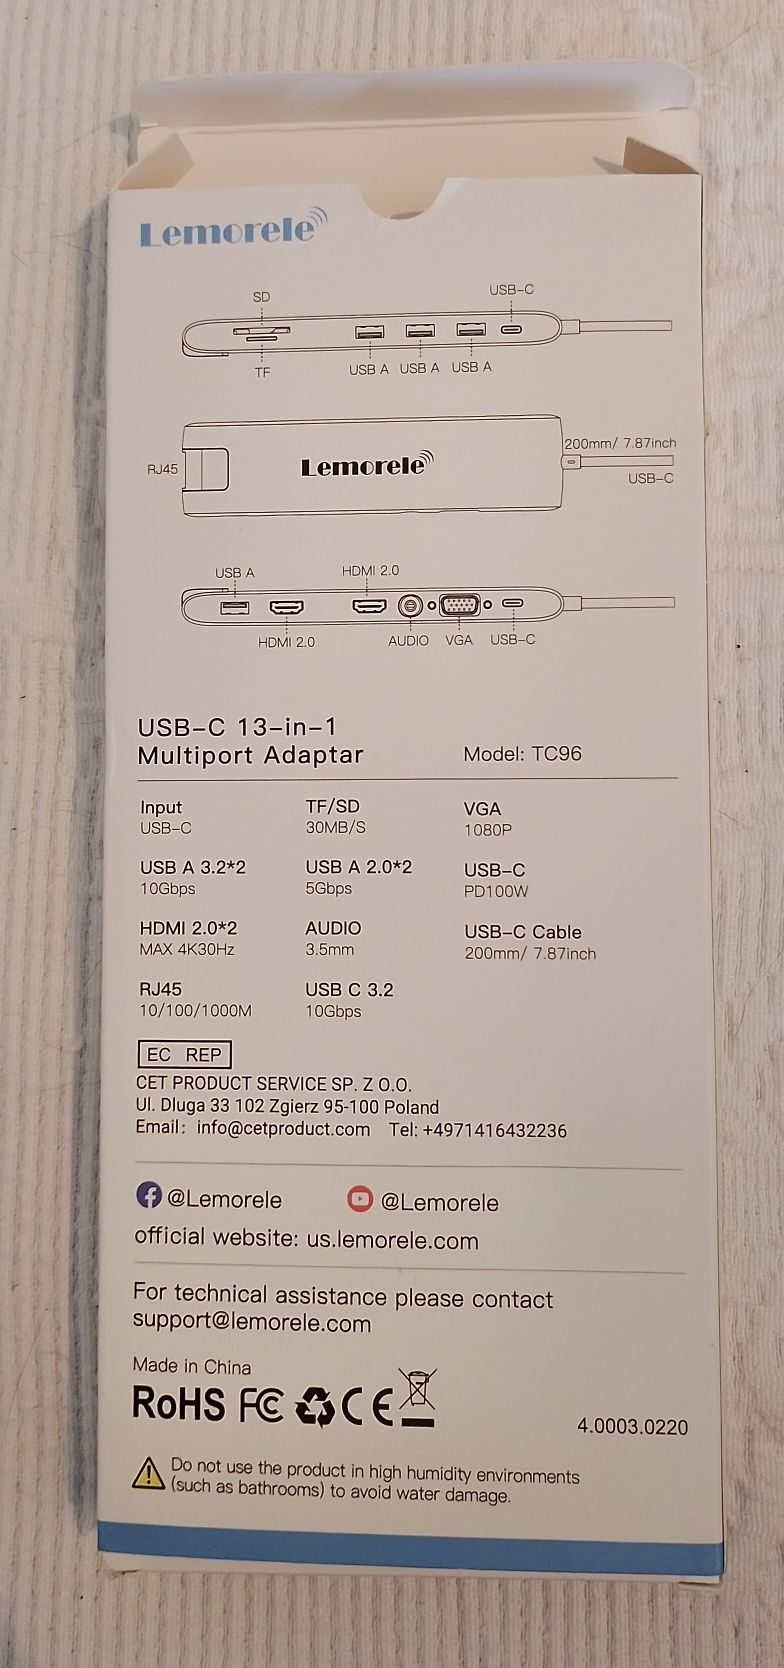 Lemorele
SD
USB-C
TF
USB A USB A USB A
RJ45
Lemorele
200mm/ 7.87inch
USB-C
USB A
HDMI 2.0
HDMI 2.0
AUDIO VGA USB-C
USB-C 13-in-1
Multiport Adaptar
Model: TC96
Input
USB-C
TF/SD
30MB/S
VGA
1080P
USB A 3.2*2
10Gbps
USB A 2.0*2
5Gbps
USB-C
PD100W
HDMI 2.0*2
MAX 4K30Hz
AUDIO
3.5mm
USB-C Cable
200mm/ 7.87inch
RJ45
10/100/1000M
USB C 3.2
10Gbps
EC REP
CET PRODUCT SERVICE SP. Z O.O.
Ul. Dluga 33 102 Zgierz 95-100 Poland
Email: info@cetproduct.com Tel: +4971416432236
@Lemorele @Lemorele
official website: us.lemorele.com
For technical assistance please contact
support@lemorele.com
Made in China
RoHS FC CE
4.0003.0220
Do not use the product in high humidity environments
(such as bathrooms) to avoid water damage.